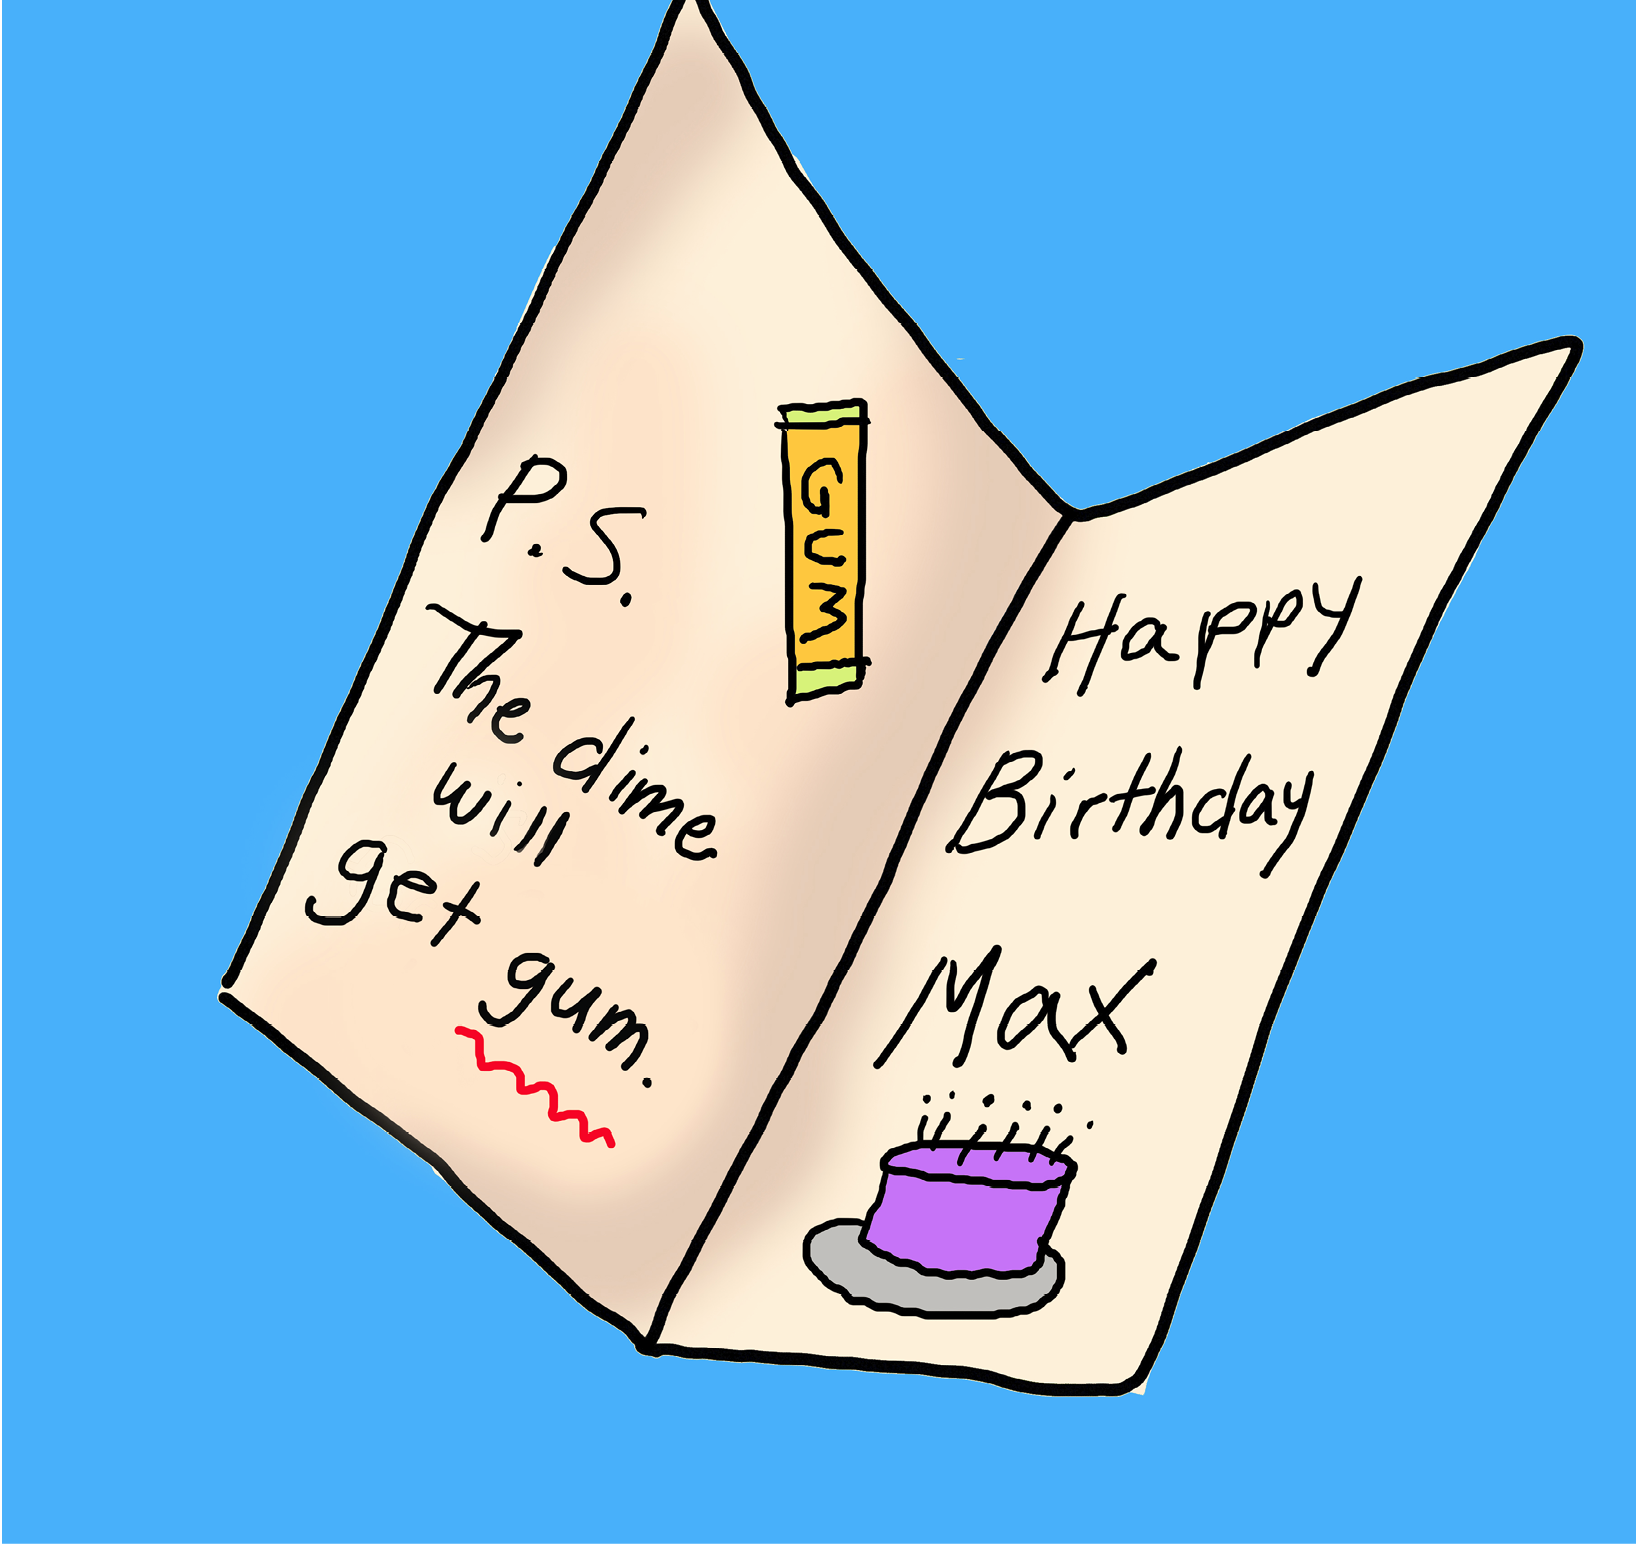 P.S.
The dime
will
get gum.
GUM
Happy
Birthday
Max